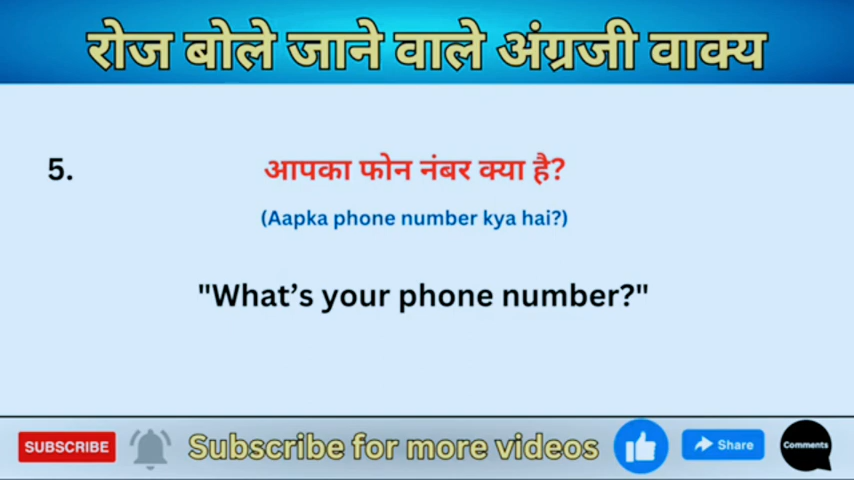 रोज बोले जाने वाले अंग्रजी वाक्य
5. आपका फोन नंबर क्या है?
(Aapka phone number kya hai?)
"What’s your phone number?"
SUBSCRIBE Subscribe for more videos Share Comments